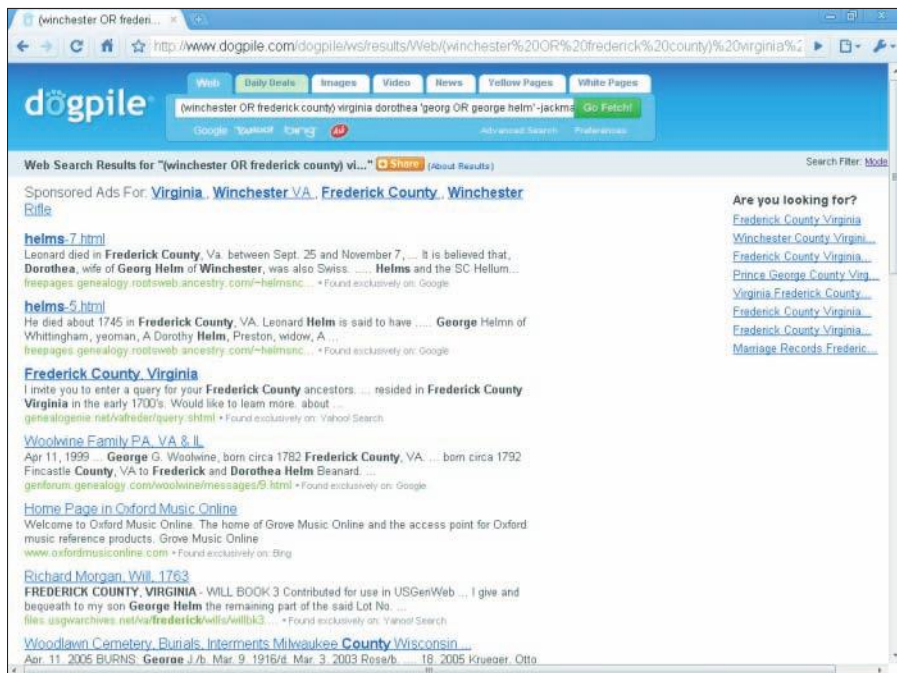 (winchester OR frederi... ×
http://www.dogpile.com/dogpile/ws/results/Web/(winchester%20OR%20frederick%20county)%20virginia%2
Web Daily Deals Images Video News Yellow Pages White Pages
dogpile
(winchester OR frederick county) virginia dorothea 'georg OR george helm'-jackma Go Fetch!
Google Yahoo! bing Advanced Search Preferences
Web Search Results for "(winchester OR frederick county) vi..." Share (About Results) Search Filter: Mode
Sponsored Ads For: Virginia , Winchester VA , Frederick County , Winchester
Rifle
helms-7.html
Leonard died in Frederick County, Va. between Sept. 25 and November 7, ... It is believed that,
Dorothea, wife of Georg Helm of Winchester, was also Swiss. ..... Helms and the SC Hellum...
freepages.genealogy.rootsweb.ancestry.com/~helmsnc... • Found exclusively on: Google
helms-5.html
He died about 1745 in Frederick County, VA. Leonard Helm is said to have ..... George Helmn of
Whittingham, yeoman, A Dorothy Helm, Preston, widow, A ...
freepages.genealogy.rootsweb.ancestry.com/~helmsnc... • Found exclusively on: Google
Frederick County, Virginia
I invite you to enter a query for your Frederick County ancestors. ... resided in Frederick County
Virginia in the early 1700's. Would like to learn more. about ...
genealogenie.net/vafreder/query.shtml • Found exclusively on: Yahoo! Search
Woolwine Family PA, VA & IL
Apr 11, 1999 ... George G. Woolwine, born circa 1782 Frederick County, VA. ... born circa 1792
Fincastle County, VA to Frederick and Dorothea Helm Beanard. ...
genforum.genealogy.com/woolwine/messages/9.html • Found exclusively on: Google
Home Page in Oxford Music Online
Welcome to Oxford Music Online. The home of Grove Music Online and the access point for Oxford
music reference products. Grove Music Online
www.oxfordmusiconline.com • Found exclusively on: Bing
Richard Morgan, Will, 1763
FREDERICK COUNTY, VIRGINIA - WILL BOOK 3 Contributed for use in USGenWeb ... I give and
bequeath to my son George Helm the remaining part of the said Lot No. ...
files.usgwarchives.net/va/frederick/wills/willbk3.... • Found exclusively on: Yahoo! Search
Woodlawn Cemetery, Burials, Interments Milwaukee County Wisconsin ...
Apr. 11, 2005 BURNS: George J./b. Mar. 9, 1916/d. Mar. 3, 2003 Rose/b. .... 18, 2005 Krueger, Otto
Are you looking for?
Frederick County Virginia
Winchester County Virgini...
Frederick County Virginia...
Prince George County Virg...
Virginia Frederick County...
Frederick County Virginia...
Frederick County Virginia...
Marriage Records Frederic...